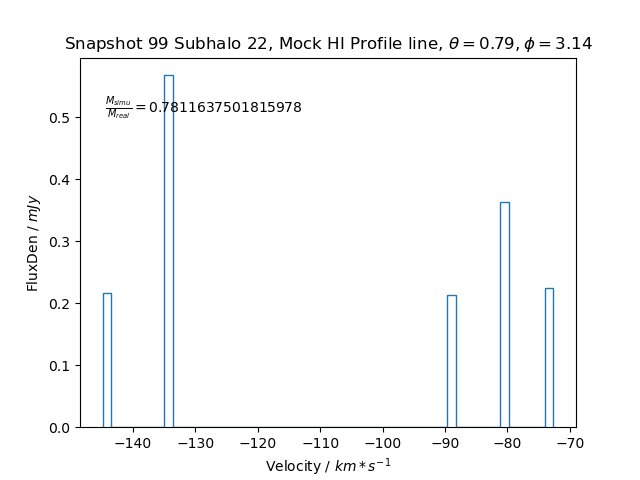 Snapshot 99 Subhalo 22, Mock HI Profile line, θ = 0.79, ϕ = 3.14
M_simu / M_real = 0.7811637501815978
0.5
0.4
0.3
0.2
0.1
0.0
FluxDen / mJy
−140 −130 −120 −110 −100 −90 −80 −70
Velocity / km * s⁻¹